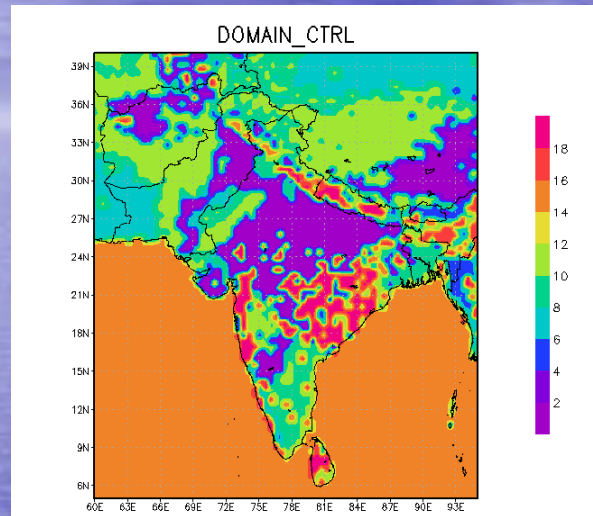 DOMAIN_CTRL
39N
36N
33N
30N
27N
24N
21N
18N
15N
12N
9N
6N
60E 63E 66E 69E 72E 75E 78E 81E 84E 87E 90E 93E
18
16
14
12
10
8
6
4
2